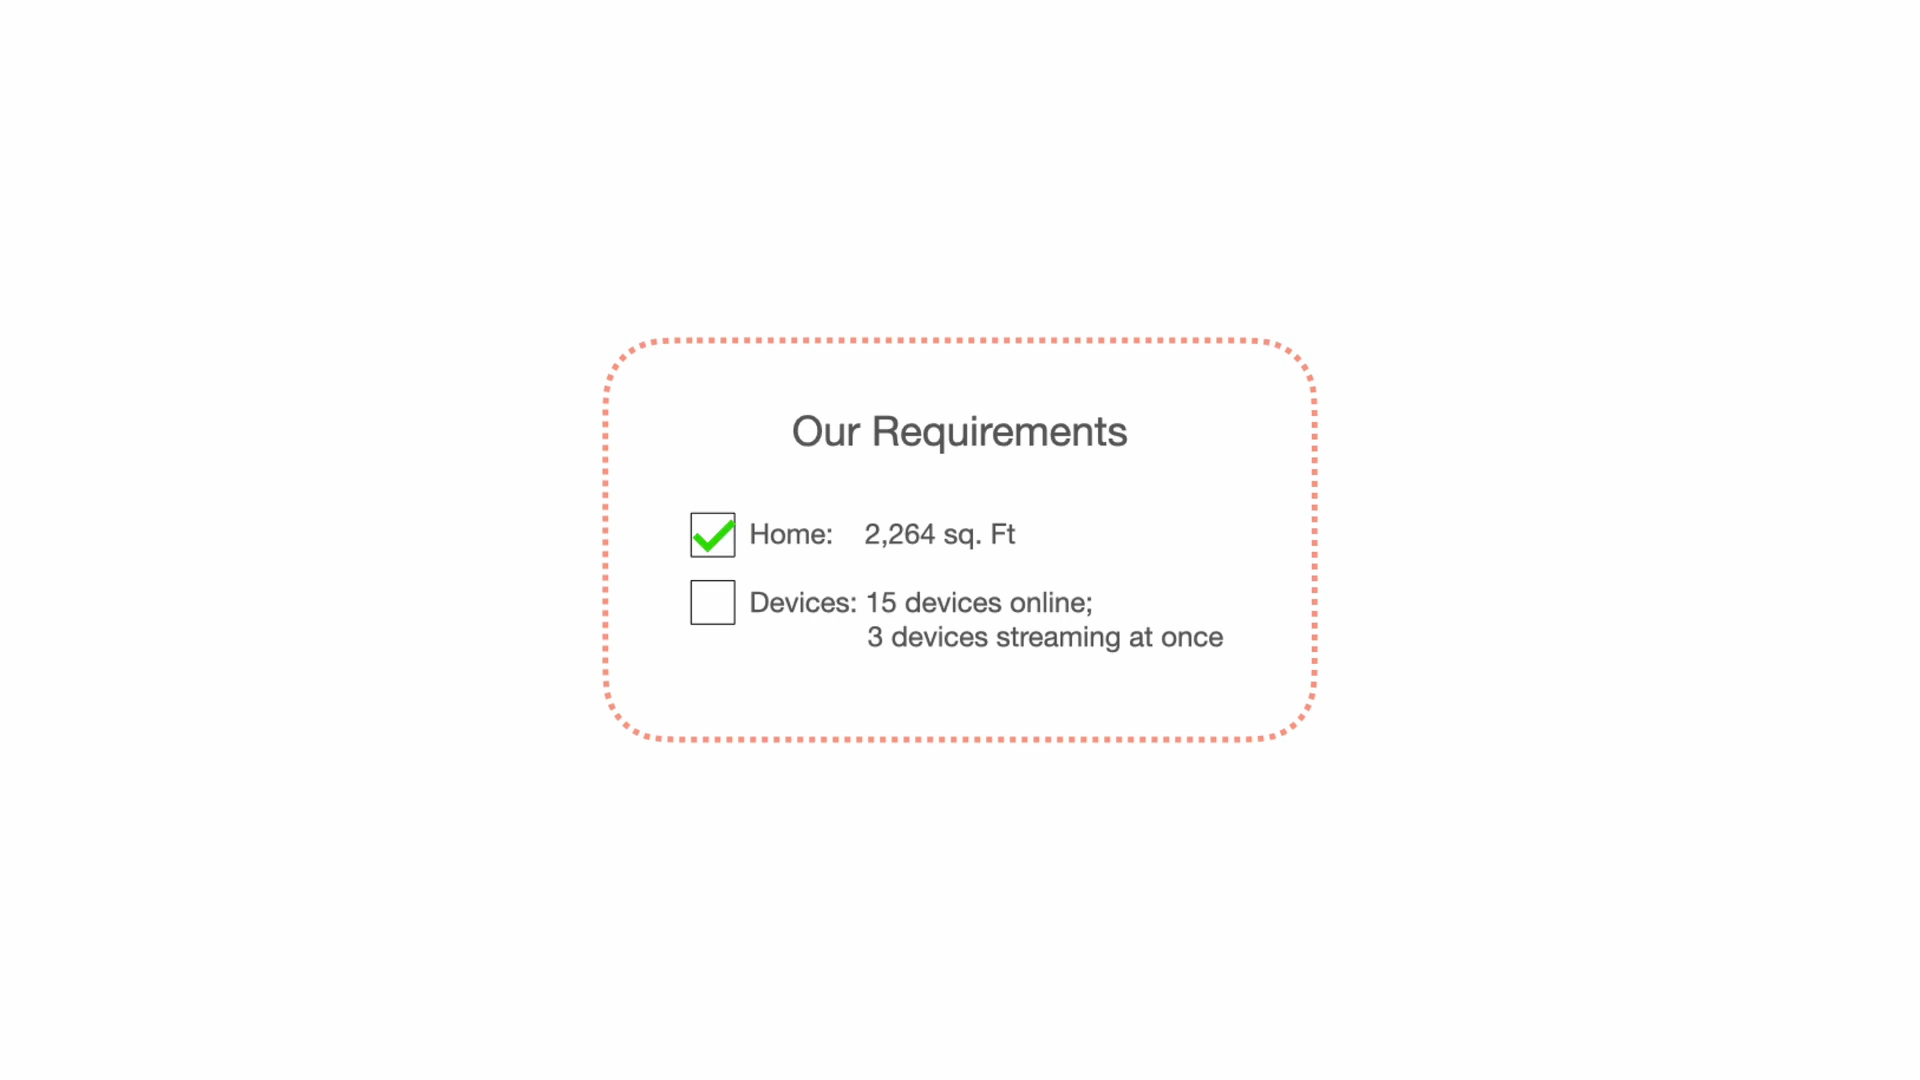 Our Requirements
Home: 2,264 sq. Ft
Devices: 15 devices online;
3 devices streaming at once